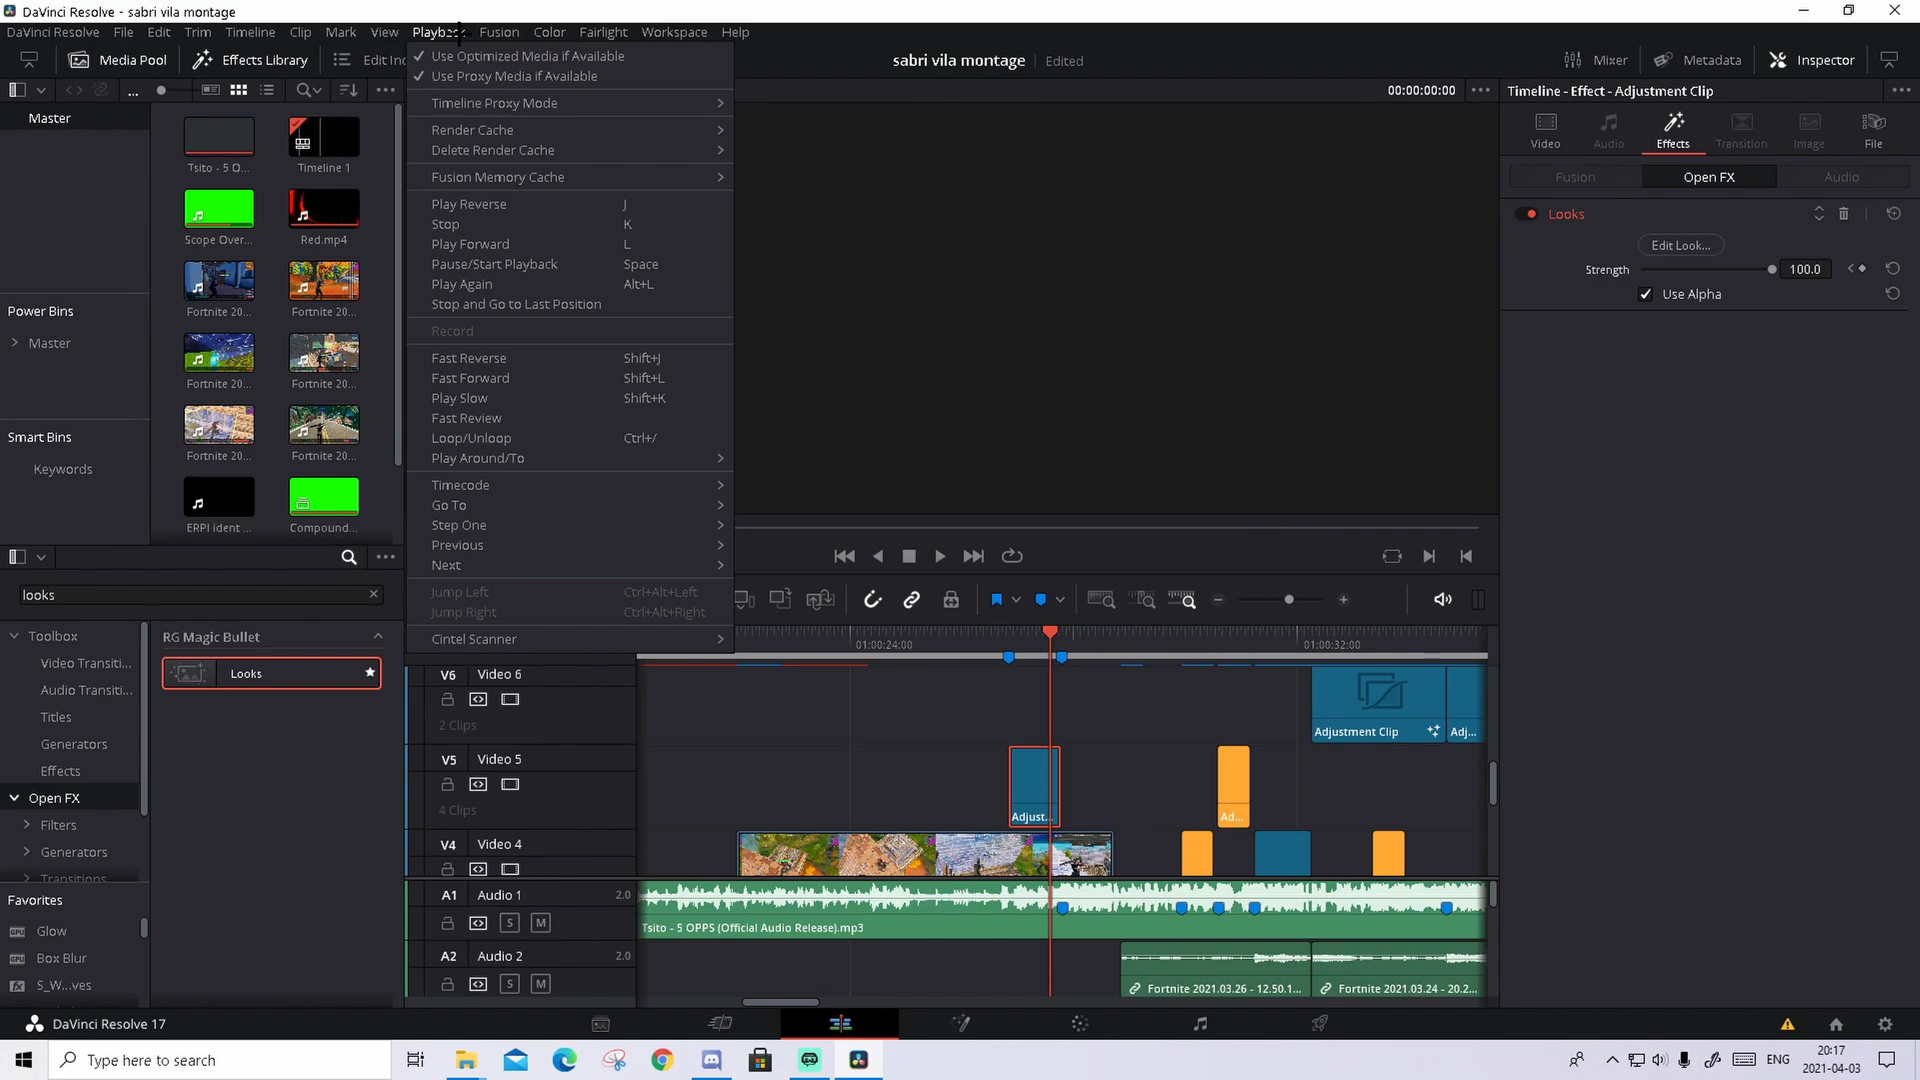 DaVinci Resolve - sabri vila montage
DaVinci Resolve File Edit Trim Timeline Clip Mark View Playback Fusion Color Fairlight Workspace Help
Media Pool Effects Library
sabri vila montage Edited
Mixer Metadata Inspector
...
00:00:00:00
Timeline - Effect - Adjustment Clip
Master
Power Bins
Master
Smart Bins
Keywords
Tsito - 5 O...
Timeline 1
Scope Over...
Red.mp4
Fortnite 20...
Fortnite 20...
Fortnite 20...
Fortnite 20...
Fortnite 20...
Fortnite 20...
ERPI ident ...
Compound...
Use Optimized Media if Available
Use Proxy Media if Available
Timeline Proxy Mode
Render Cache
Delete Render Cache
Fusion Memory Cache
Play Reverse J
Stop K
Play Forward L
Pause/Start Playback Space
Play Again Alt+L
Stop and Go to Last Position
Record
Fast Reverse Shift+J
Fast Forward Shift+L
Play Slow Shift+K
Fast Review
Loop/Unloop Ctrl+/
Play Around/To
Timecode
Go To
Step One
Previous
Next
Jump Left Ctrl+Alt+Left
Jump Right Ctrl+Alt+Right
Cintel Scanner
Video Audio Effects Transition Image File
Fusion Open FX Audio
Looks
Edit Look...
Strength 100.0
Use Alpha
looks
Toolbox
Video Transiti...
Audio Transiti...
Titles
Generators
Effects
Open FX
Filters
Generators
Transitions
Favorites
Glow
Box Blur
S_W...ves
RG Magic Bullet
Looks
01:00:24:00
01:00:32:00
V6 Video 6
2 Clips
Adjustment Clip
Adj...
V5 Video 5
4 Clips
Adjust...
Ad...
V4 Video 4
A1 Audio 1 2.0
S M
Tsito - 5 OPPS (Official Audio Release).mp3
A2 Audio 2 2.0
S M
Fortnite 2021.03.26 - 12.50.1...
Fortnite 2021.03.24 - 20.2...
DaVinci Resolve 17
Type here to search
ENG
20:17
2021-04-03